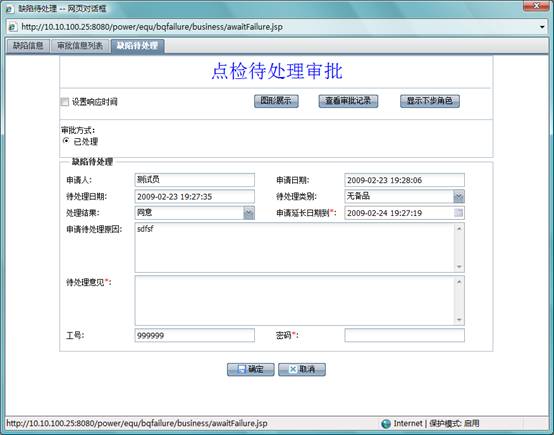 缺陷待处理 -- 网页对话框
http://10.10.100.25:8080/power/equ/bqfailure/business/awaitFailure.jsp
缺陷信息 审批信息列表 缺陷待处理
点检待处理审批
设置响应时间 图形展示 查看审批记录 显示下步角色
审批方式:
已处理
缺陷待处理
申请人: 测试员 申请日期: 2009-02-23 19:28:06
待处理日期: 2009-02-23 19:27:35 待处理类别: 无备品
处理结果: 同意 申请延长日期到*: 2009-02-24 19:27:19
申请待处理原因: sdfsf
待处理意见*:
工号: 999999 密码*:
确定 取消
http://10.10.100.25:8080/power/equ/bqfailure/business/awaitFailure.jsp Internet | 保护模式: 启用